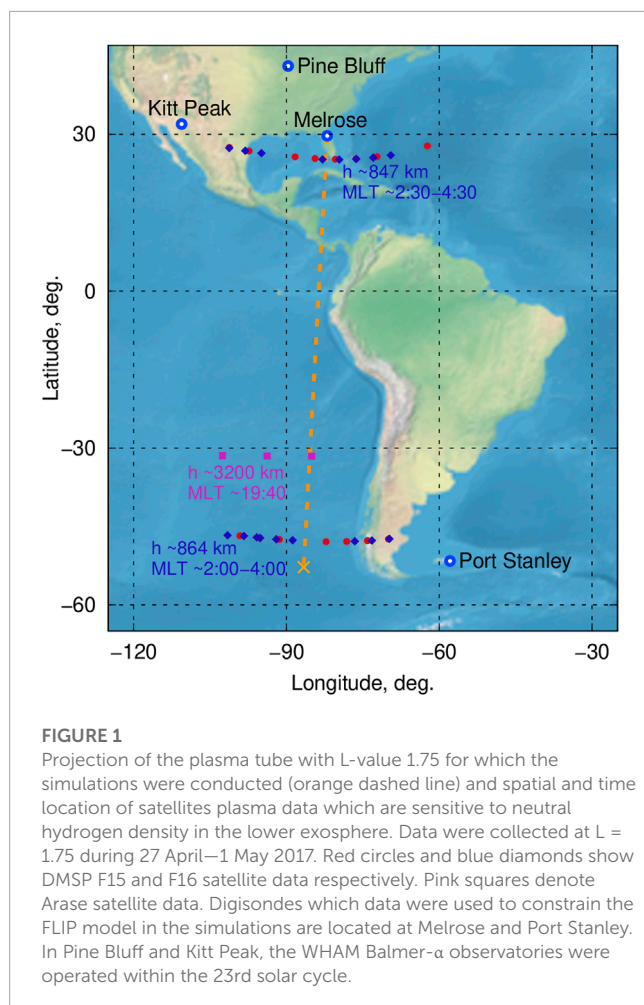 Pine Bluff
Kitt Peak
Melrose
30
h ~847 km
MLT ~2:30−4:30
0
Latitude, deg.
−30
h ~3200 km
MLT ~19:40
h ~864 km
MLT ~2:00−4:00
Port Stanley
−60
−120 −90 −60 −30
Longitude, deg.
FIGURE 1
Projection of the plasma tube with L-value 1.75 for which the
simulations were conducted (orange dashed line) and spatial and time
location of satellites plasma data which are sensitive to neutral
hydrogen density in the lower exosphere. Data were collected at L =
1.75 during 27 April—1 May 2017. Red circles and blue diamonds show
DMSP F15 and F16 satellite data respectively. Pink squares denote
Arase satellite data. Digisondes which data were used to constrain the
FLIP model in the simulations are located at Melrose and Port Stanley.
In Pine Bluff and Kitt Peak, the WHAM Balmer-α observatories were
operated within the 23rd solar cycle.